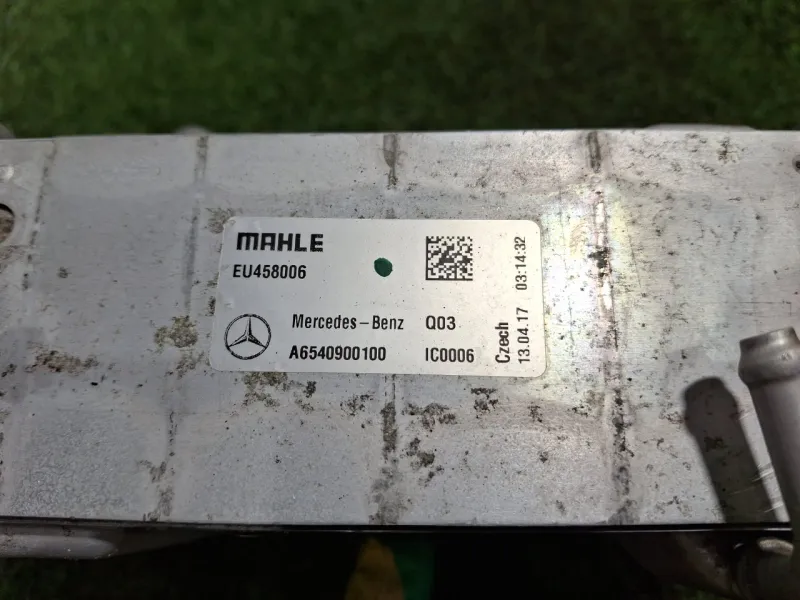 MAHLE
EU458006
Mercedes-Benz Q03
A6540900100 IC0006
Czech
13.04.17 03:14:32